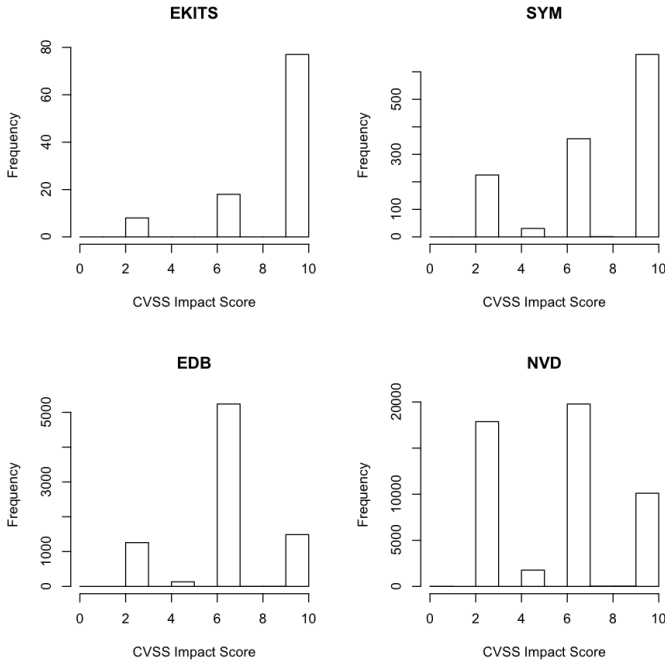 EKITS
Frequency
0
20
40
60
80
0 2 4 6 8 10
CVSS Impact Score
SYM
Frequency
0
100
300
500
0 2 4 6 8 10
CVSS Impact Score
EDB
Frequency
0
1000
3000
5000
0 2 4 6 8 10
CVSS Impact Score
NVD
Frequency
0
5000
10000
20000
0 2 4 6 8 10
CVSS Impact Score